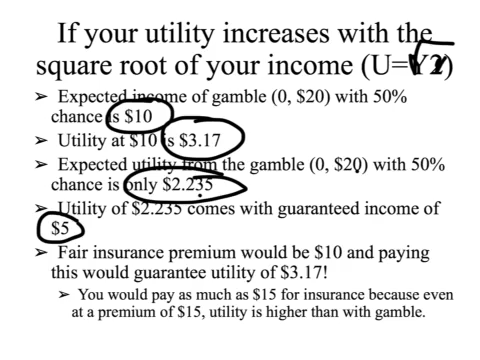 If your utility increases with the
square root of your income (U=Y2)
➢ Expected income of gamble (0, $20) with 50%
chance is $10
➢ Utility at $10 is $3.17
➢ Expected utility from the gamble (0, $20) with 50%
chance is only $2.235
➢ Utility of $2.235 comes with guaranteed income of
$5
➢ Fair insurance premium would be $10 and paying
this would guarantee utility of $3.17!
➢ You would pay as much as $15 for insurance because even
at a premium of $15, utility is higher than with gamble.